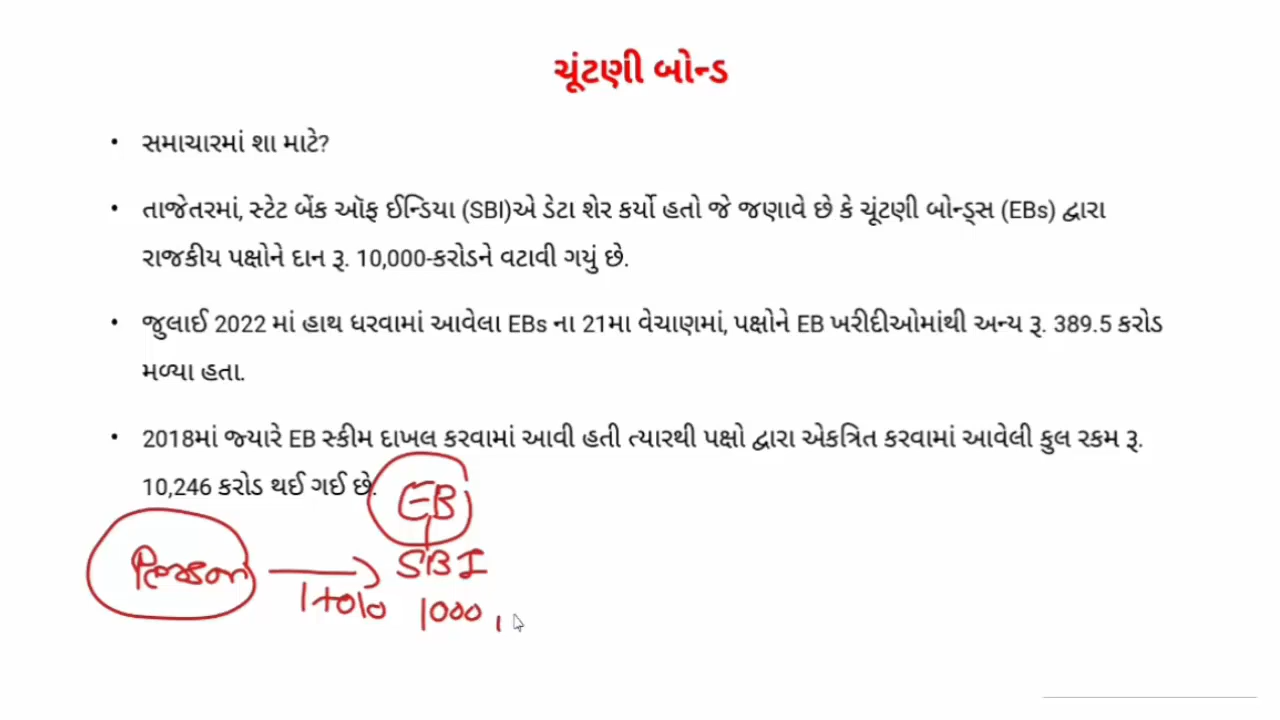 ચૂંટણી બોન્ડ
• સમાચારમાં શા માટે?
• તાજેતરમાં, સ્ટેટ બેંક ઑફ ઈન્ડિયા (SBI)એ ડેટા શેર કર્યો હતો જે જણાવે છે કે ચૂંટણી બોન્ડ્સ (EBs) દ્વારા
રાજકીય પક્ષોને દાન રૂ. 10,000-કરોડને વટાવી ગયું છે.
• જુલાઈ 2022 માં હાથ ધરવામાં આવેલા EBs ના 21મા વેચાણમાં, પક્ષોને EB ખરીદીઓમાંથી અન્ય રૂ. 389.5 કરોડ
મળ્યા હતા.
• 2018માં જ્યારે EB સ્કીમ દાખલ કરવામાં આવી હતી ત્યારથી પક્ષો દ્વારા એકત્રિત કરવામાં આવેલી કુલ રકમ રૂ.
10,246 કરોડ થઈ ગઈ છે.
EB
Person SBI
1to10 1000 ,